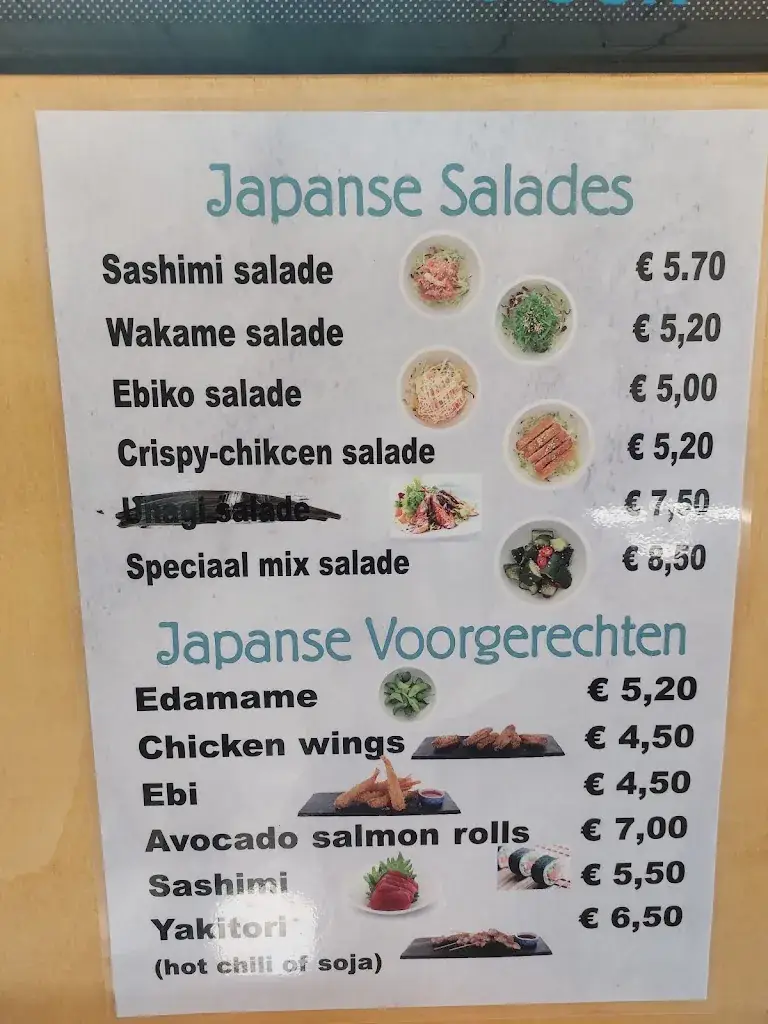 Japanse Salades
Sashimi salade € 5.70
Wakame salade € 5,20
Ebiko salade € 5,00
Crispy-chikcen salade € 5,20
Unagi salade € 7,50
Speciaal mix salade € 8,50
Japanse Voorgerechten
Edamame € 5,20
Chicken wings € 4,50
Ebi € 4,50
Avocado salmon rolls € 7,00
Sashimi € 5,50
Yakitori € 6,50
(hot chili of soja)